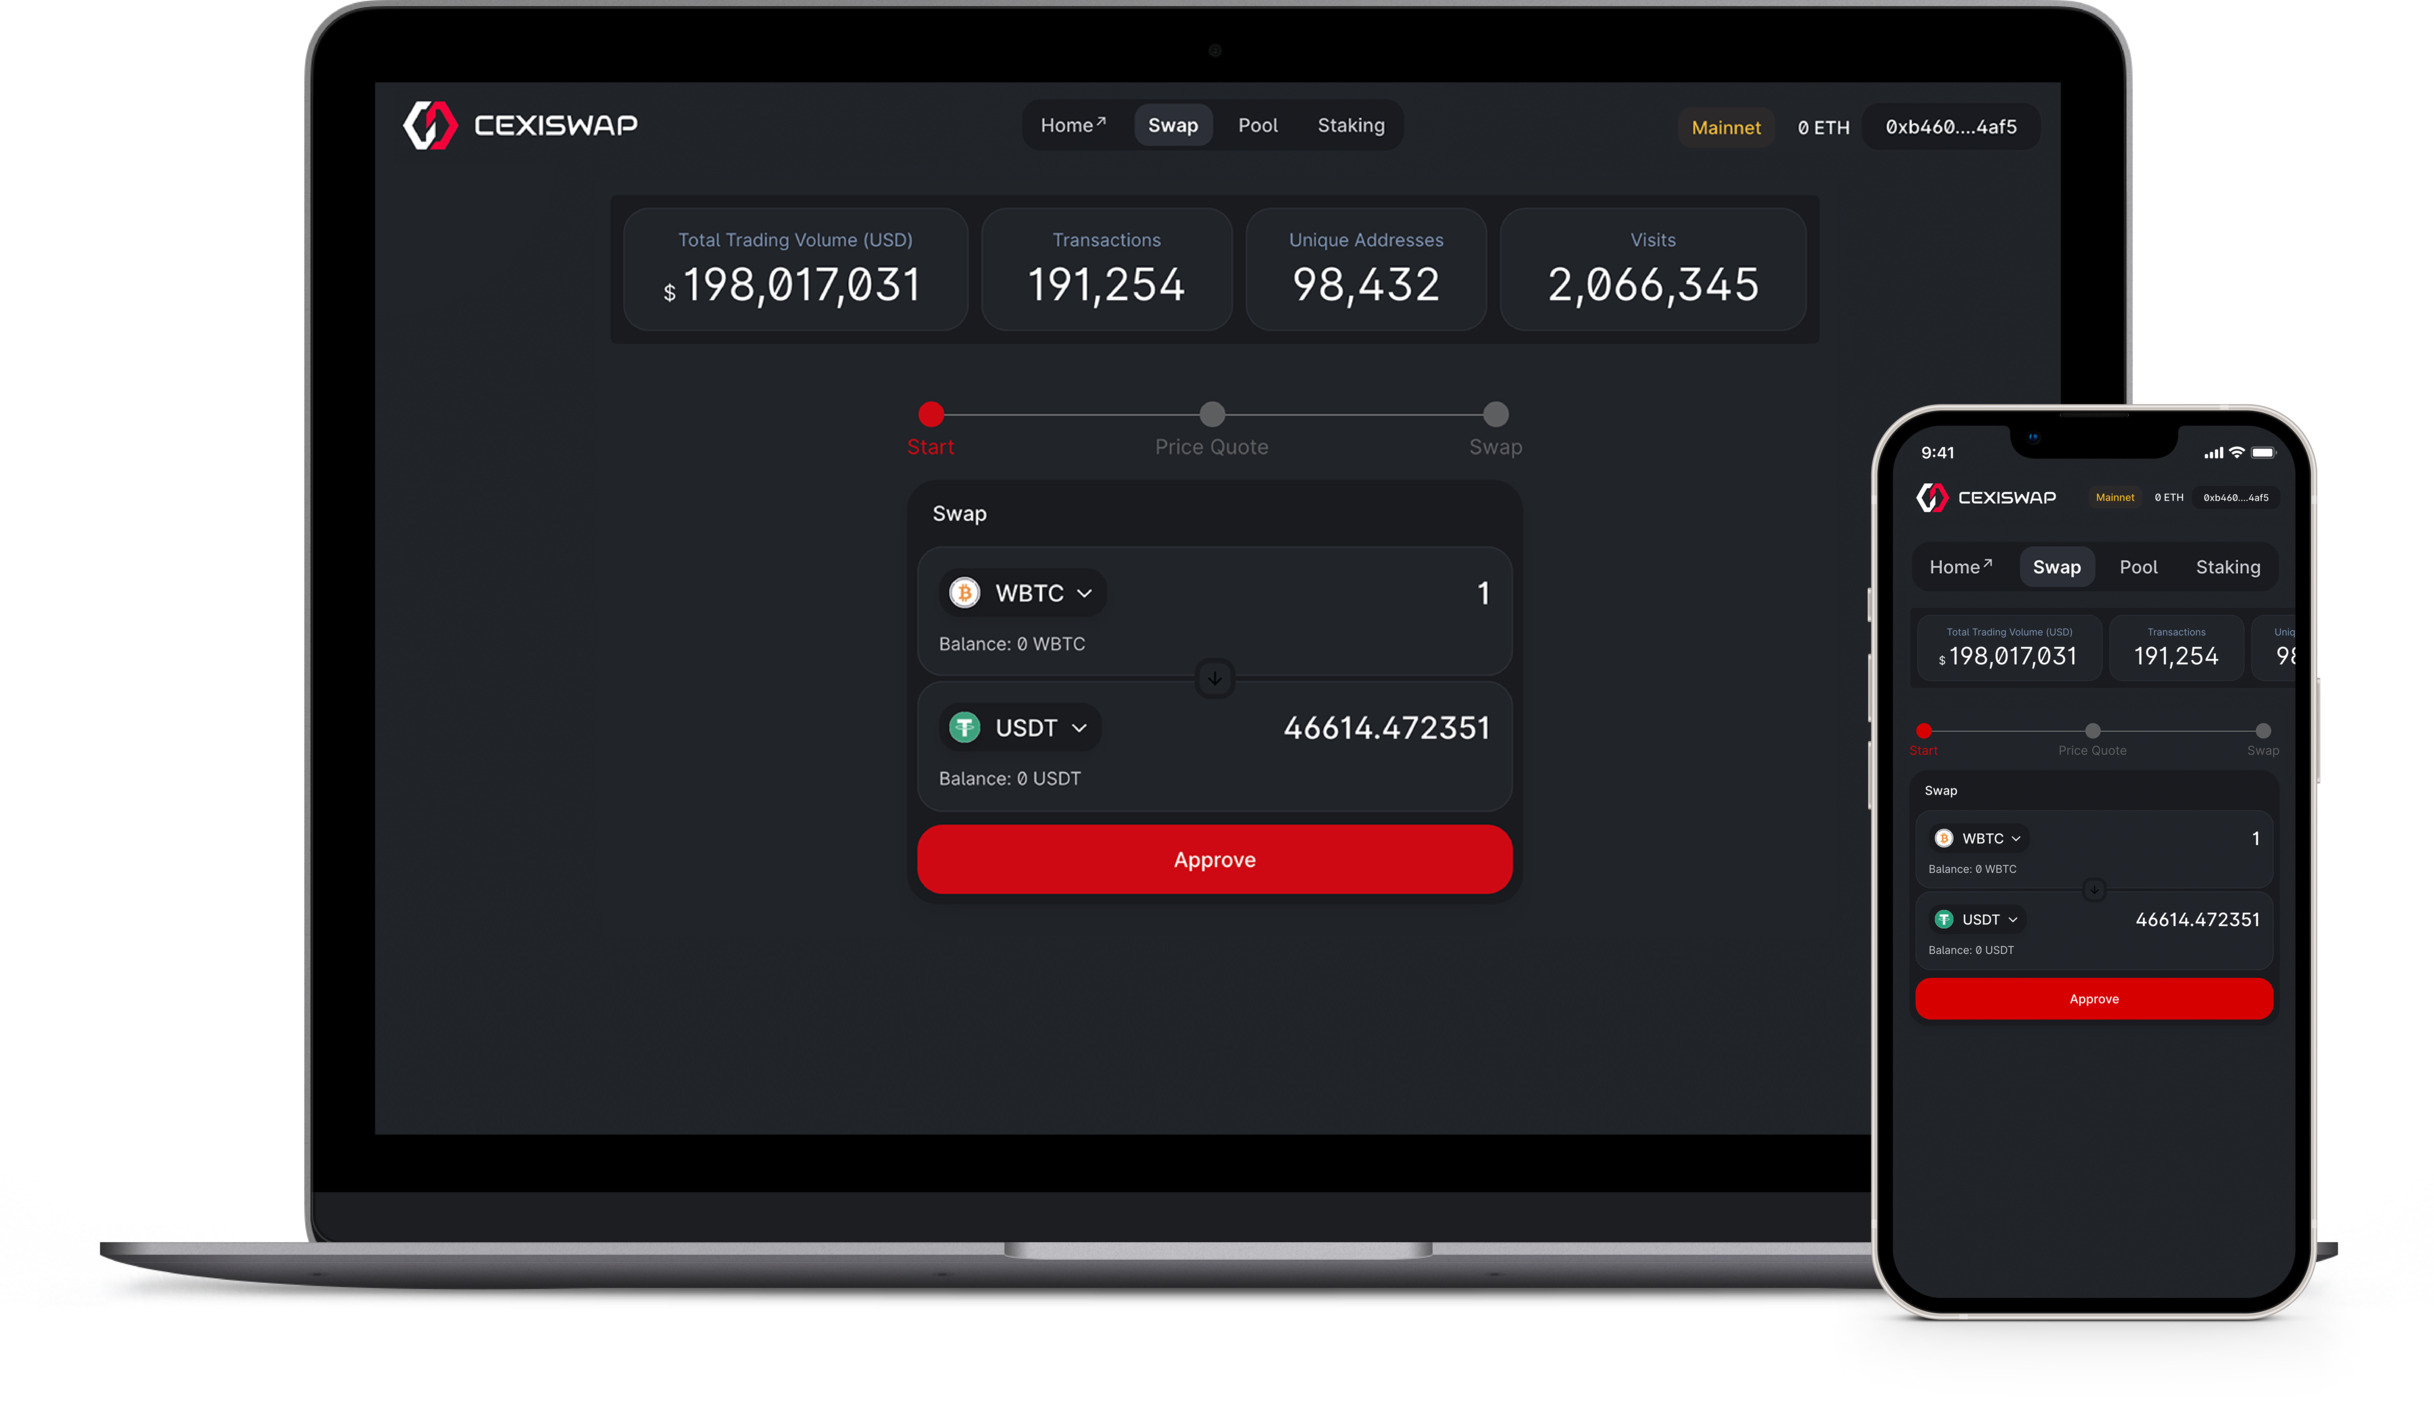 CEXISWAP
Home↗ Swap Pool Staking
Mainnet 0 ETH 0xb460....4af5
Total Trading Volume (USD) Transactions Unique Addresses Visits
$198,017,031 191,254 98,432 2,066,345
Start Price Quote Swap
Swap
WBTC 1
Balance: 0 WBTC
USDT 46614.472351
Balance: 0 USDT
Approve
9:41
CEXISWAP Mainnet 0 ETH 0xb460....4af5
Home↗ Swap Pool Staking
Total Trading Volume (USD) Transactions Uniq
$198,017,031 191,254 98
Start Price Quote Swap
Swap
WBTC 1
Balance: 0 WBTC
USDT 46614.472351
Balance: 0 USDT
Approve